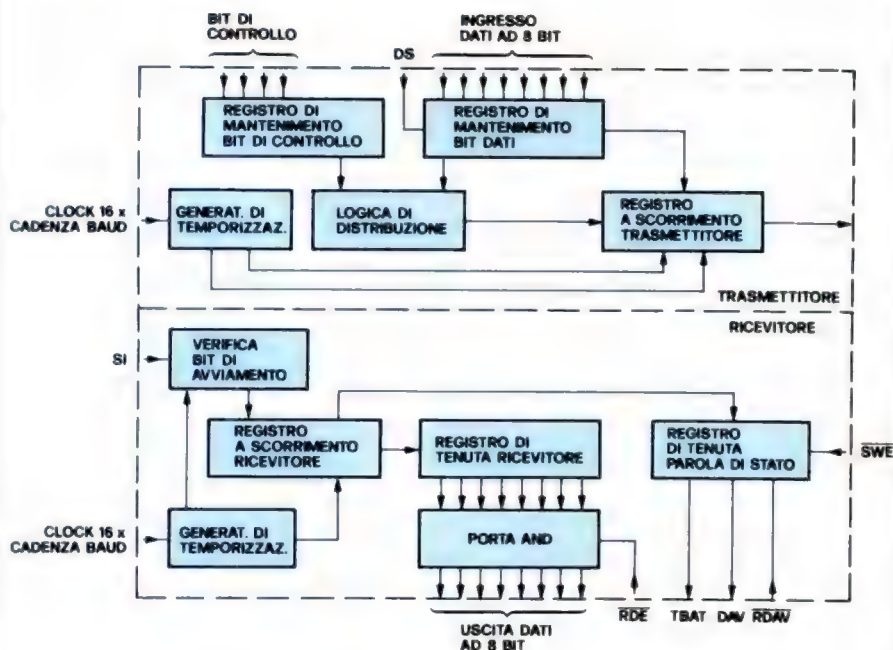 BIT DI
CONTROLLO
INGRESSO
DATI AD 8 BIT
DS
REGISTRO DI
MANTENIMENTO
BIT DI CONTROLLO
REGISTRO DI
MANTENIMENTO
BIT DATI
CLOCK 16 x
CADENZA BAUD
GENERAT. DI
TEMPORIZZAZ.
LOGICA DI
DISTRIBUZIONE
REGISTRO
A SCORRIMENTO
TRASMETTITORE
TRASMETTITORE
RICEVITORE
SI
VERIFICA
BIT DI
AVVIAMENTO
REGISTRO
A SCORRIMENTO
RICEVITORE
REGISTRO DI
TENUTA RICEVITORE
REGISTRO
DI TENUTA
PAROLA DI STATO
SWE
CLOCK 16 x
CADENZA BAUD
GENERAT. DI
TEMPORIZZAZ.
PORTA AND
RDE
TBAT DAV RDAV
USCITA DATI
AD 8 BIT